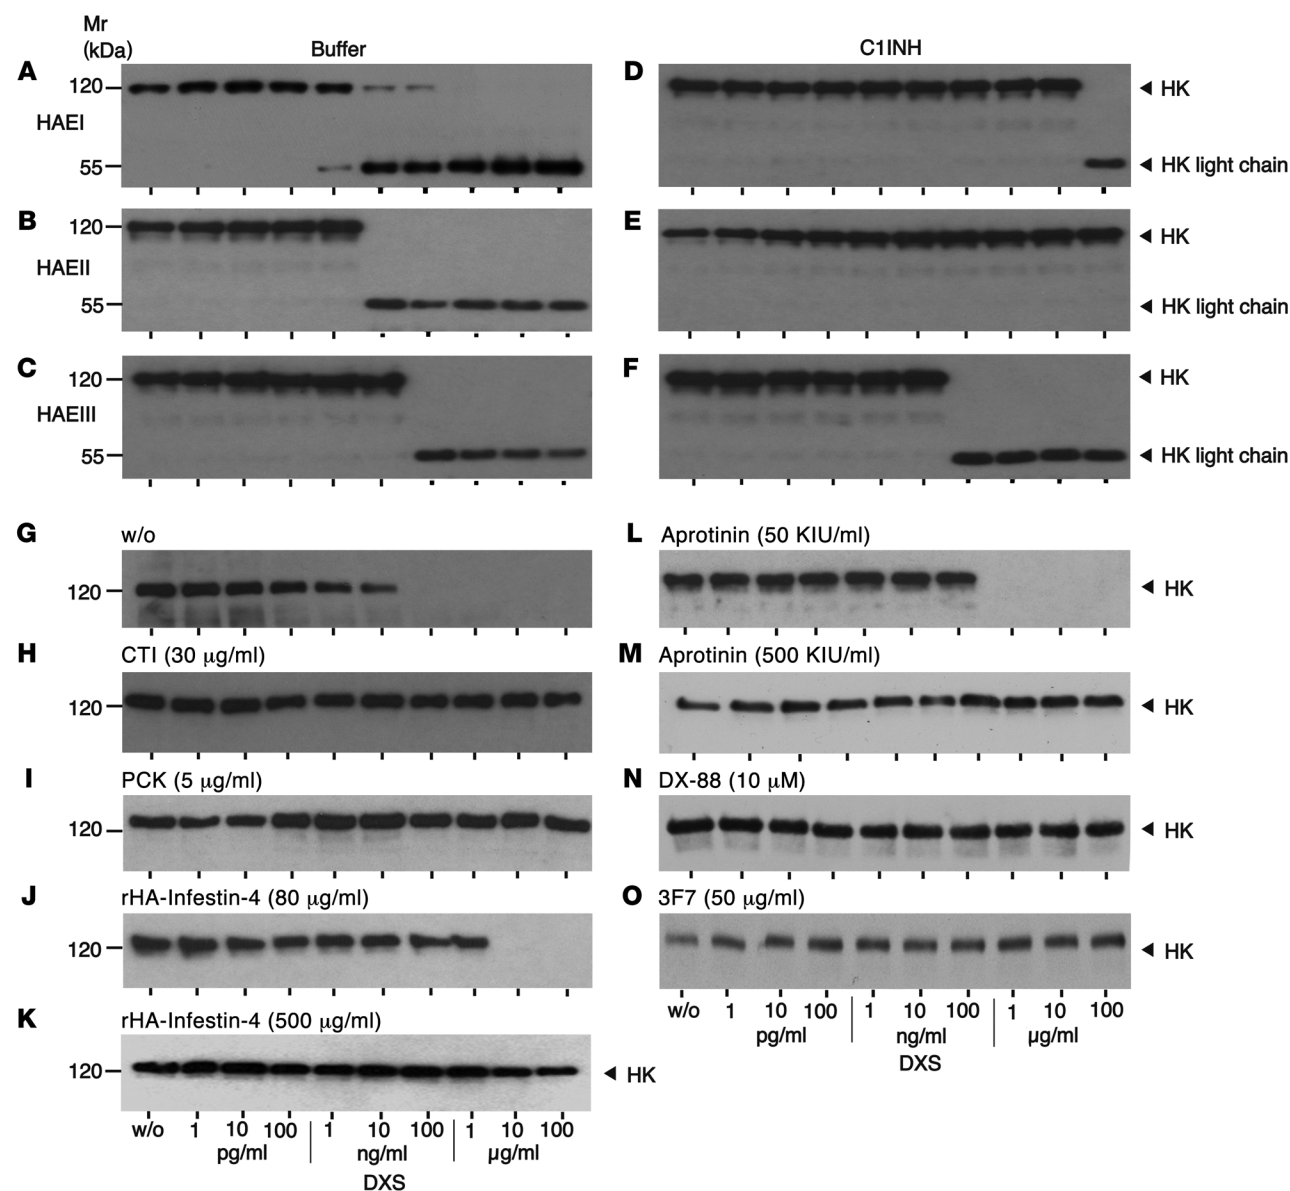 Mr
(kDa)
Buffer
C1INH
A
120
HAEI
55
D
HK
HK light chain
B
120
HAEII
55
E
HK
HK light chain
C
120
HAEIII
55
F
HK
HK light chain
G
w/o
120
L
Aprotinin (50 KIU/ml)
HK
H
CTI (30 μg/ml)
120
M
Aprotinin (500 KIU/ml)
HK
I
PCK (5 μg/ml)
120
N
DX-88 (10 μM)
HK
J
rHA-Infestin-4 (80 μg/ml)
120
O
3F7 (50 μg/ml)
HK
w/o 1 10 100 1 10 100 1 10 100
pg/ml ng/ml μg/ml
DXS
K
rHA-Infestin-4 (500 μg/ml)
120
HK
w/o 1 10 100 1 10 100 1 10 100
pg/ml ng/ml μg/ml
DXS